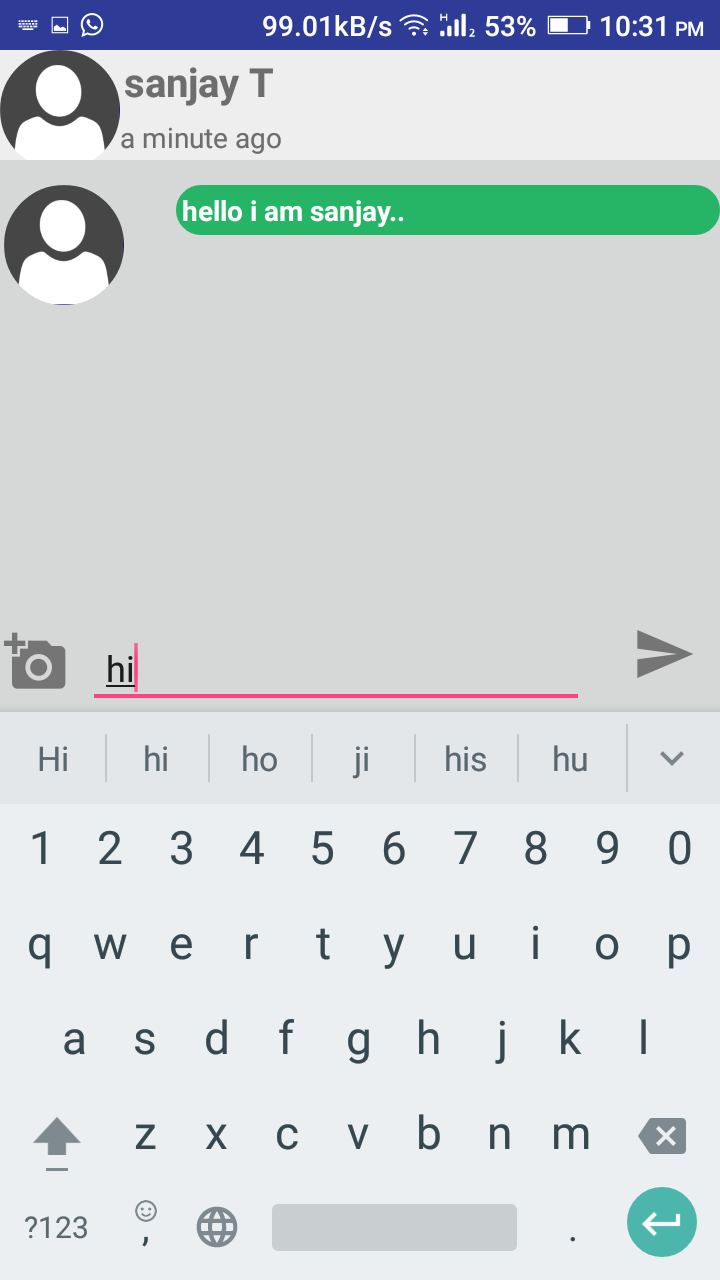 99.01kB/s H 2 53% 10:31 PM
sanjay T
a minute ago
hello i am sanjay..
hi
Hi hi ho ji his hu
1 2 3 4 5 6 7 8 9 0
q w e r t y u i o p
a s d f g h j k l
z x c v b n m
?123 , .